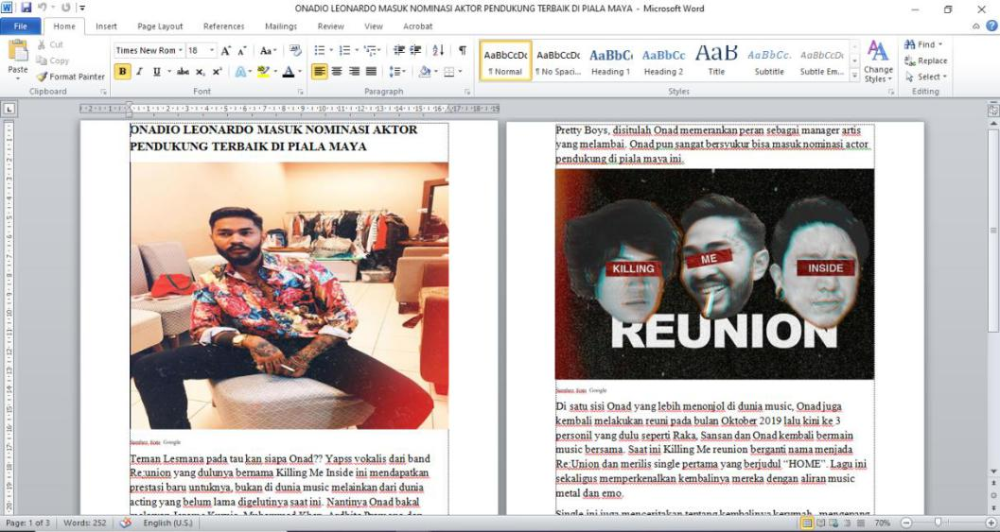 ONADIO LEONARDO MASUK NOMINASI AKTOR PENDUKUNG TERBAIK DI PIALA MAYA - Microsoft Word
File Home Insert Page Layout References Mailings Review View Acrobat
Paste
Cut
Copy
Format Painter
Clipboard
Times New Rom 18
Font
Paragraph
AaBbCcDc AaBbCcDc AaBbC AaBbCc AaB AaBbCc. AaBbCcDc
¶ Normal ¶ No Spaci... Heading 1 Heading 2 Title Subtitle Subtle Em...
Styles
Change
Styles
Find
Replace
Select
Editing
ONADIO LEONARDO MASUK NOMINASI AKTOR
PENDUKUNG TERBAIK DI PIALA MAYA
Sumber foto Google
Teman Lesmana pada tau kan siapa Onad?? Yapss vokalis dari band
Re;union yang dulunya bernama Killing Me Inside ini mendapatkan
prestasi baru untuknya, bukan di dunia music melainkan dari dunia
acting yang belum lama digelutinya saat ini. Nantinya Onad bakal
Pretty Boys, disitulah Onad memerankan peran sebagai manager artis
yang melambai. Onad pun sangat bersyukur bisa masuk nominasi actor
pendukung di piala maya ini.
KILLING
ME
INSIDE
REUNION
Sumber foto Google
Di satu sisi Onad yang lebih menonjol di dunia music, Onad juga
kembali melakukan reuni pada bulan Oktober 2019 lalu kini ke 3
personil yang dulu seperti Raka, Sansan dan Onad kembali bermain
music bersama. Saat ini Killing Me reunion berganti nama menjada
Re;Union dan merilis single pertama yang berjudul “HOME”. Lagu ini
sekaligus memperkenalkan kembalinya mereka dengan aliran music
metal dan emo.
Single ini juga menceritakan tentang kembalinya
Page: 1 of 3 Words: 252 English (U.S.) 70%